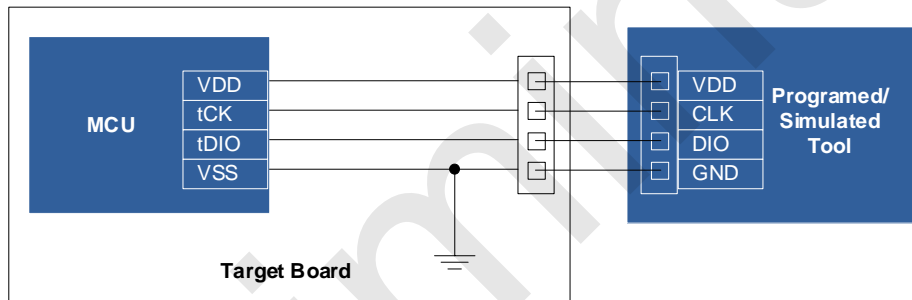 MCU
VDD
tCK
tDIO
VSS
VDD
CLK
DIO
GND
Programed/
Simulated
Tool
Target Board